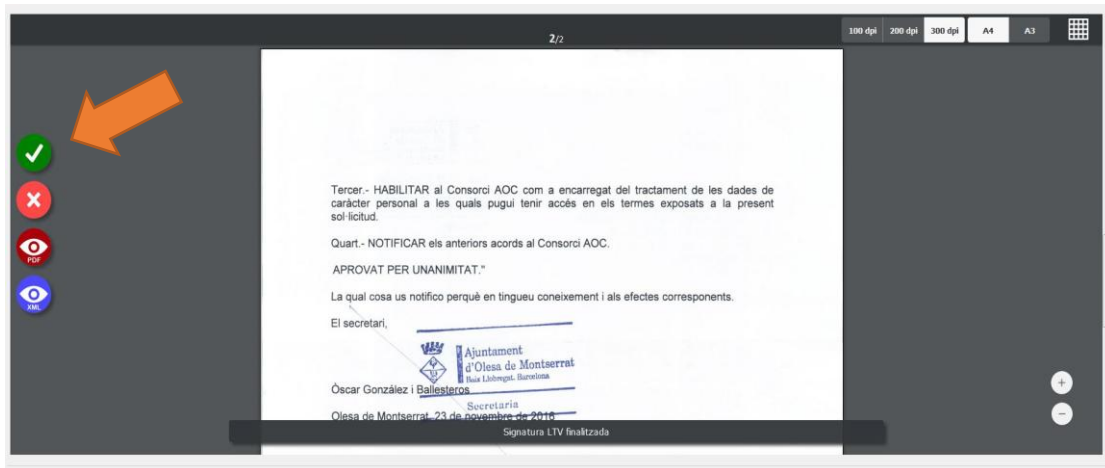 2/2
100 dpi 200 dpi 300 dpi A4 A3
Tercer.- HABILITAR al Consorci AOC com a encarregat del tractament de les dades de
caràcter personal a les quals pugui tenir accés en els termes exposats a la present
sol·licitud.
Quart.- NOTIFICAR els anteriors acords al Consorci AOC.
PDF
APROVAT PER UNANIMITAT."
La qual cosa us notifico perquè en tingueu coneixement i als efectes corresponents.
XML
El secretari,
Ajuntament
d'Olesa de Montserrat
Baix Llobregat. Barcelona
Òscar González i Ballesteros
Secretaria
Olesa de Montserrat, 23 de novembre de 2016
Signatura LTV finalitzada